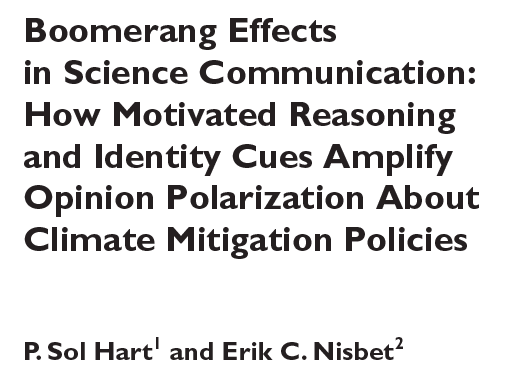 Boomerang Effects
in Science Communication:
How Motivated Reasoning
and Identity Cues Amplify
Opinion Polarization About
Climate Mitigation Policies
P. Sol Hart¹ and Erik C. Nisbet²